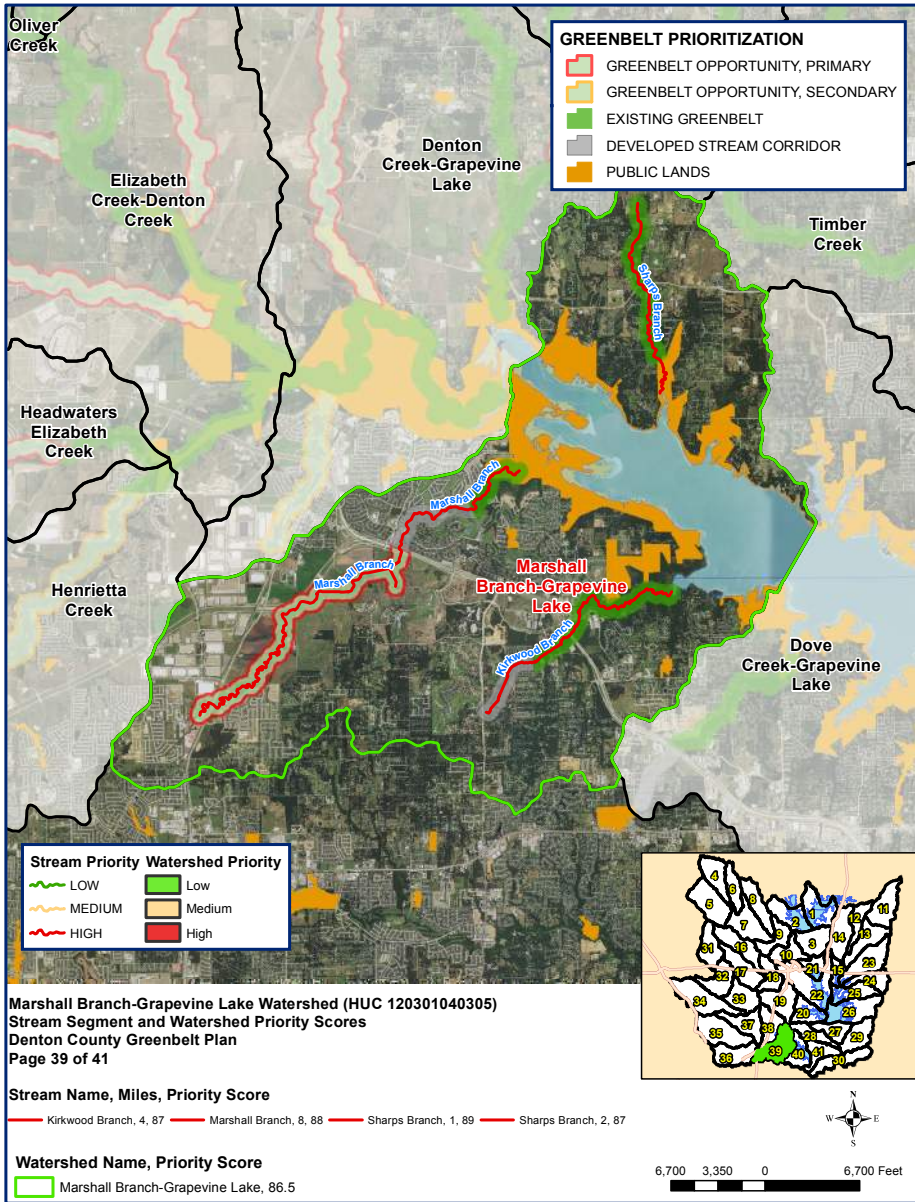 Oliver
Creek
GREENBELT PRIORITIZATION
GREENBELT OPPORTUNITY, PRIMARY
GREENBELT OPPORTUNITY, SECONDARY
EXISTING GREENBELT
DEVELOPED STREAM CORRIDOR
PUBLIC LANDS
Denton
Creek-Grapevine
Lake
Elizabeth
Creek-Denton
Creek
Timber
Creek
Sharps Branch
Headwaters
Elizabeth
Creek
Marshall Branch
Marshall Branch
Marshall
Branch-Grapevine
Lake
Henrietta
Creek
Kirkwood Branch
Dove
Creek-Grapevine
Lake
Stream Priority Watershed Priority
LOW Low
MEDIUM Medium
HIGH High
4
6
8
5
7
9
2
1
3
14
12
11
13
31
16
10
32
17
18
21
15
23
24
34
33
19
22
25
26
20
35
37
38
28
27
29
36
39
40
41
30
Marshall Branch-Grapevine Lake Watershed (HUC 120301040305)
Stream Segment and Watershed Priority Scores
Denton County Greenbelt Plan
Page 39 of 41
Stream Name, Miles, Priority Score
Kirkwood Branch, 4, 87 Marshall Branch, 8, 88 Sharps Branch, 1, 89 Sharps Branch, 2, 87
N
W E
S
Watershed Name, Priority Score
Marshall Branch-Grapevine Lake, 86.5
6,700 3,350 0 6,700 Feet